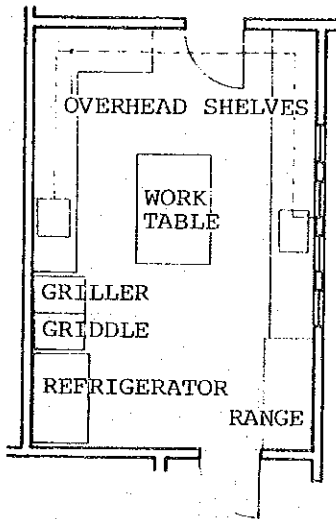 OVERHEAD SHELVES
WORK
TABLE
GRILLER
GRIDDLE
REFRIGERATOR
RANGE